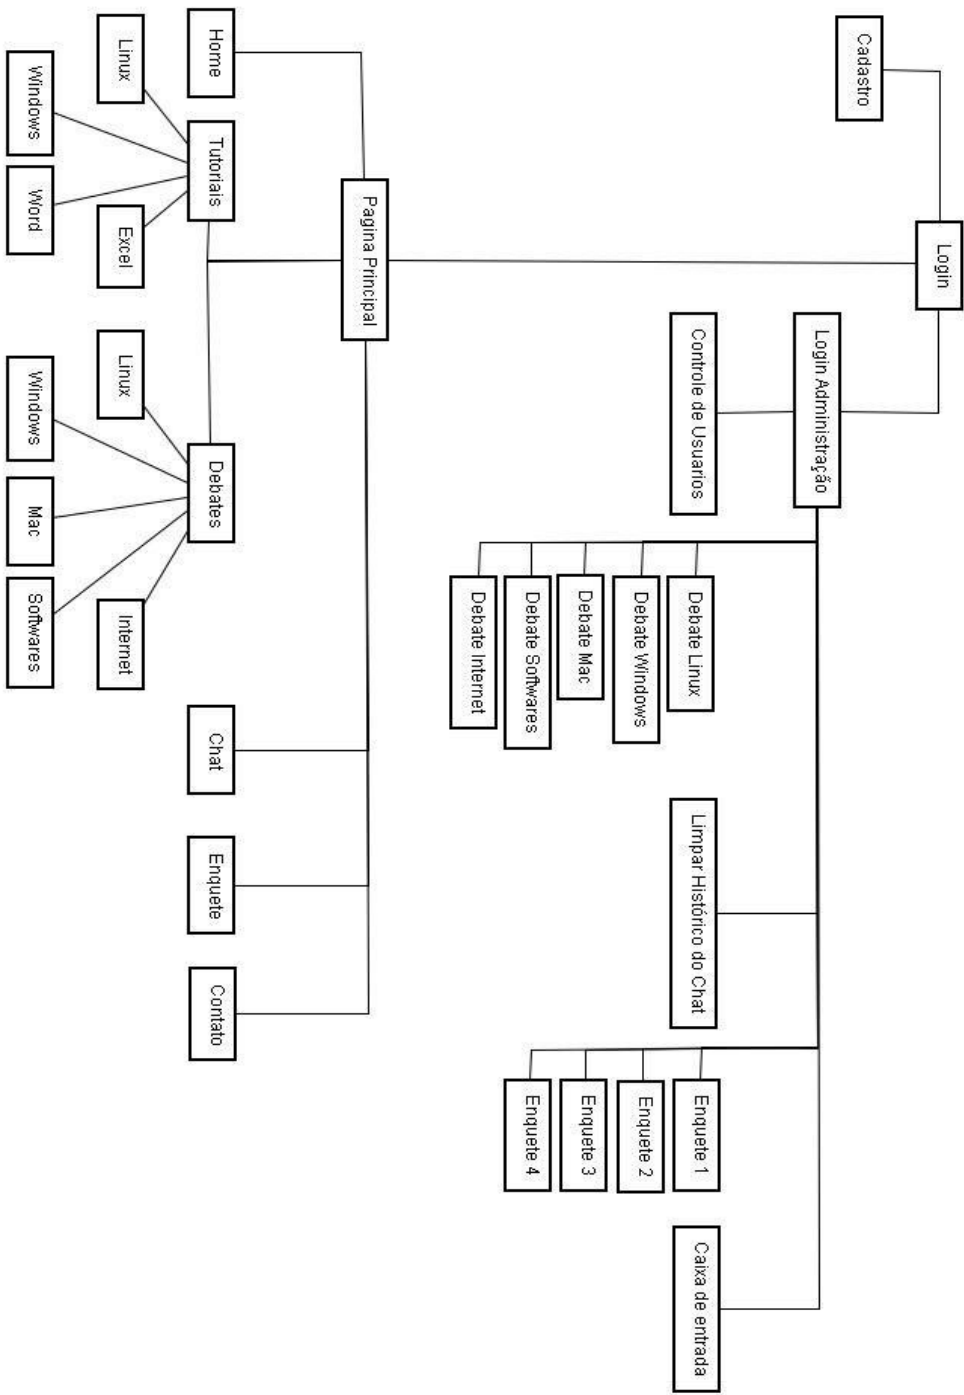 Login
Cadastro
Login Administração
Controle de Usuarios
Debate Linux
Debate Windows
Debate Mac
Debate Softwares
Debate Internet
Limpar Histórico do Chat
Enquete 1
Enquete 2
Enquete 3
Enquete 4
Caixa de entrada
Pagina Principal
Home
Tutoriais
Debates
Chat
Enquete
Contato
Linux
Excel
Linux
Internet
Windows
Word
Windows
Mac
Softwares